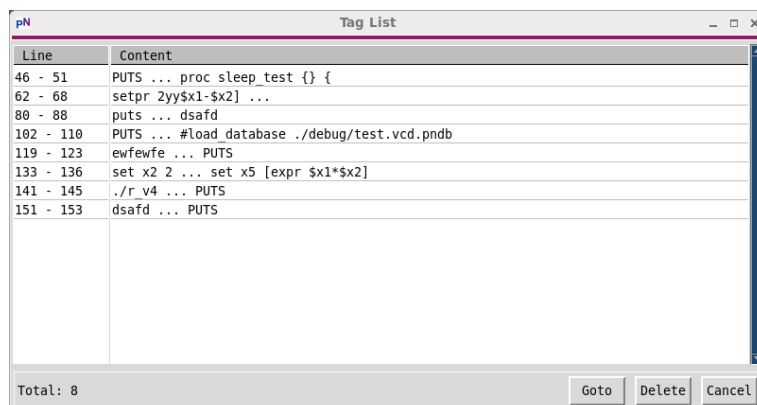 pN Tag List
Line Content
46 - 51 PUTS ... proc sleep_test {} {
62 - 68 setpr 2yy$x1-$x2] ...
80 - 88 puts ... dsafd
102 - 110 PUTS ... #load_database ./debug/test.vcd.pndb
119 - 123 ewfewfe ... PUTS
133 - 136 set x2 2 ... set x5 [expr $x1*$x2]
141 - 145 ./r_v4 ... PUTS
151 - 153 dsafd ... PUTS
Total: 8 Goto Delete Cancel